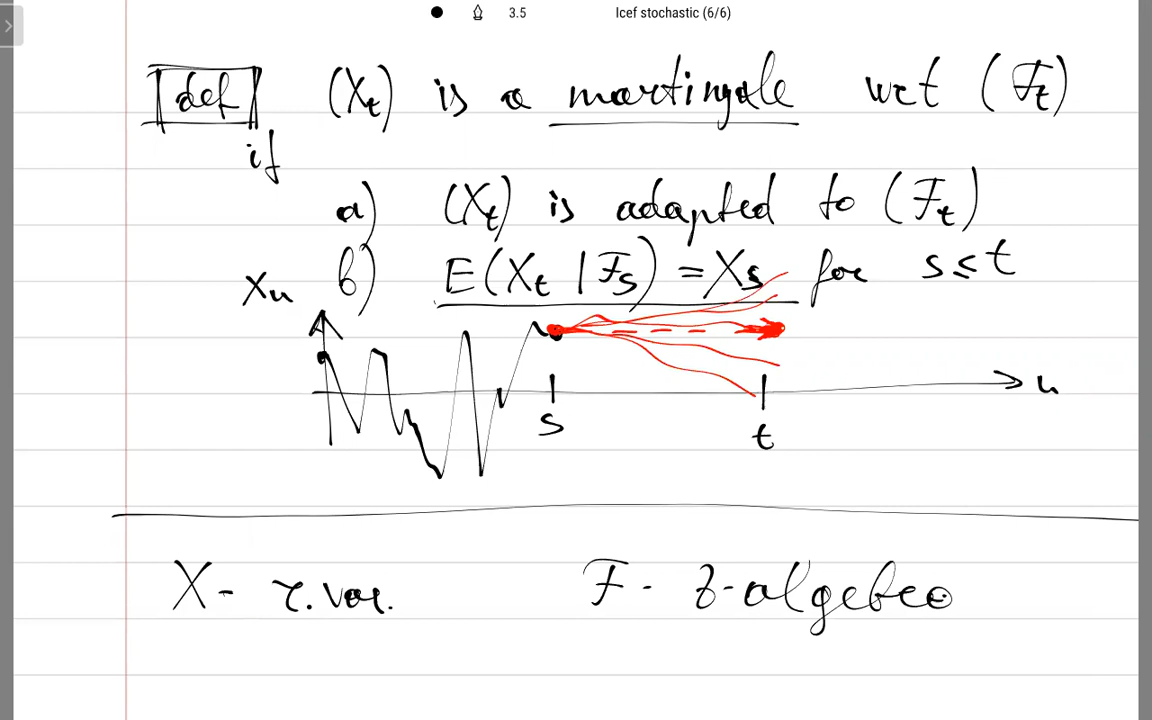 3.5 Icef stochastic (6/6)
def (Xₜ) is a martingale wrt (ℱₜ)
if
a) (Xₜ) is adapted to (ℱₜ)
b) E(Xₜ | ℱₛ) = Xₛ for s ≤ t
Xᵤ
u
s
t
X - r. var. ℱ - σ-algebra